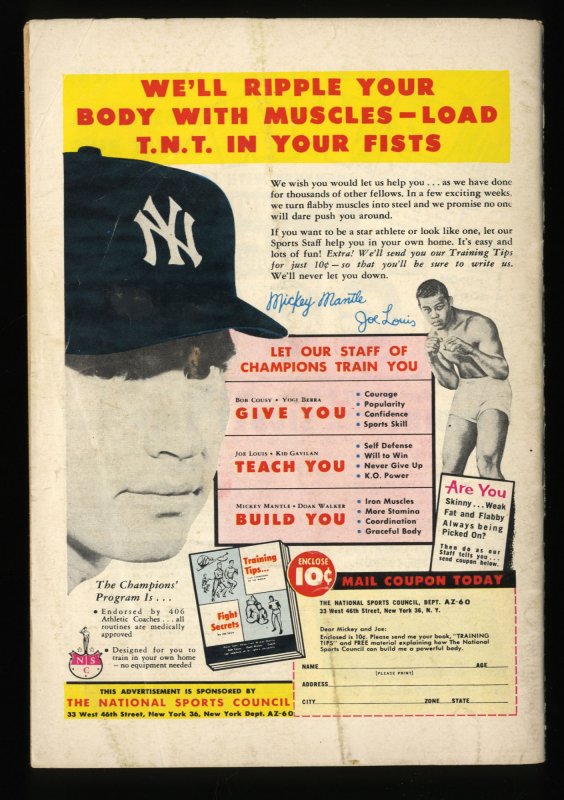 WE'LL RIPPLE YOUR
BODY WITH MUSCLES—LOAD
T.N.T. IN YOUR FISTS
NY
We wish you would let us help you . . . as we have done
for thousands of other fellows. In a few exciting weeks,
we turn flabby muscles into steel and we promise no one
will dare push you around.
If you want to be a star athlete or look like one, let our
Sports Staff help you in your own home. It's easy and
lots of fun! Extra! We'll send you our Training Tips
for just 10¢—so that you'll be sure to write us.
We'll never let you down.
Mickey Mantle
Joe Louis
LET OUR STAFF OF
CHAMPIONS TRAIN YOU
BOB COUSY • YOGI BERRA
GIVE YOU
• Courage
• Popularity
• Confidence
• Sports Skill
JOE LOUIS • KID GAVILAN
TEACH YOU
• Self Defense
• Will to Win
• Never Give Up
• K.O. Power
MICKEY MANTLE • DOAK WALKER
BUILD YOU
• Iron Muscles
• More Stamina
• Coordination
• Graceful Body
Are You
Skinny . . . Weak
Fat and Flabby
Always being
Picked On?
Then do as our
Staff tells you . . .
send coupon below.
The Champions'
Program Is . . .
• Endorsed by 406
Athletic Coaches . . . all
routines are medically
approved
• Designed for you to
train in your own home
– no equipment needed
N S C
Training
Tips...
Fight
Secrets
ENCLOSE
10¢
MAIL COUPON TODAY
THE NATIONAL SPORTS COUNCIL, DEPT. AZ-60
33 West 46th Street, New York 36, N. Y.
Dear Mickey and Joe:
Enclosed is 10¢. Please send me your book, "TRAINING
TIPS" and FREE material explaining how The National
Sports Council can build me a powerful body.
NAME AGE
(PLEASE PRINT)
ADDRESS
CITY ZONE STATE
THIS ADVERTISEMENT IS SPONSORED BY
THE NATIONAL SPORTS COUNCIL
33 West 46th Street, New York 36, New York Dept. AZ-60